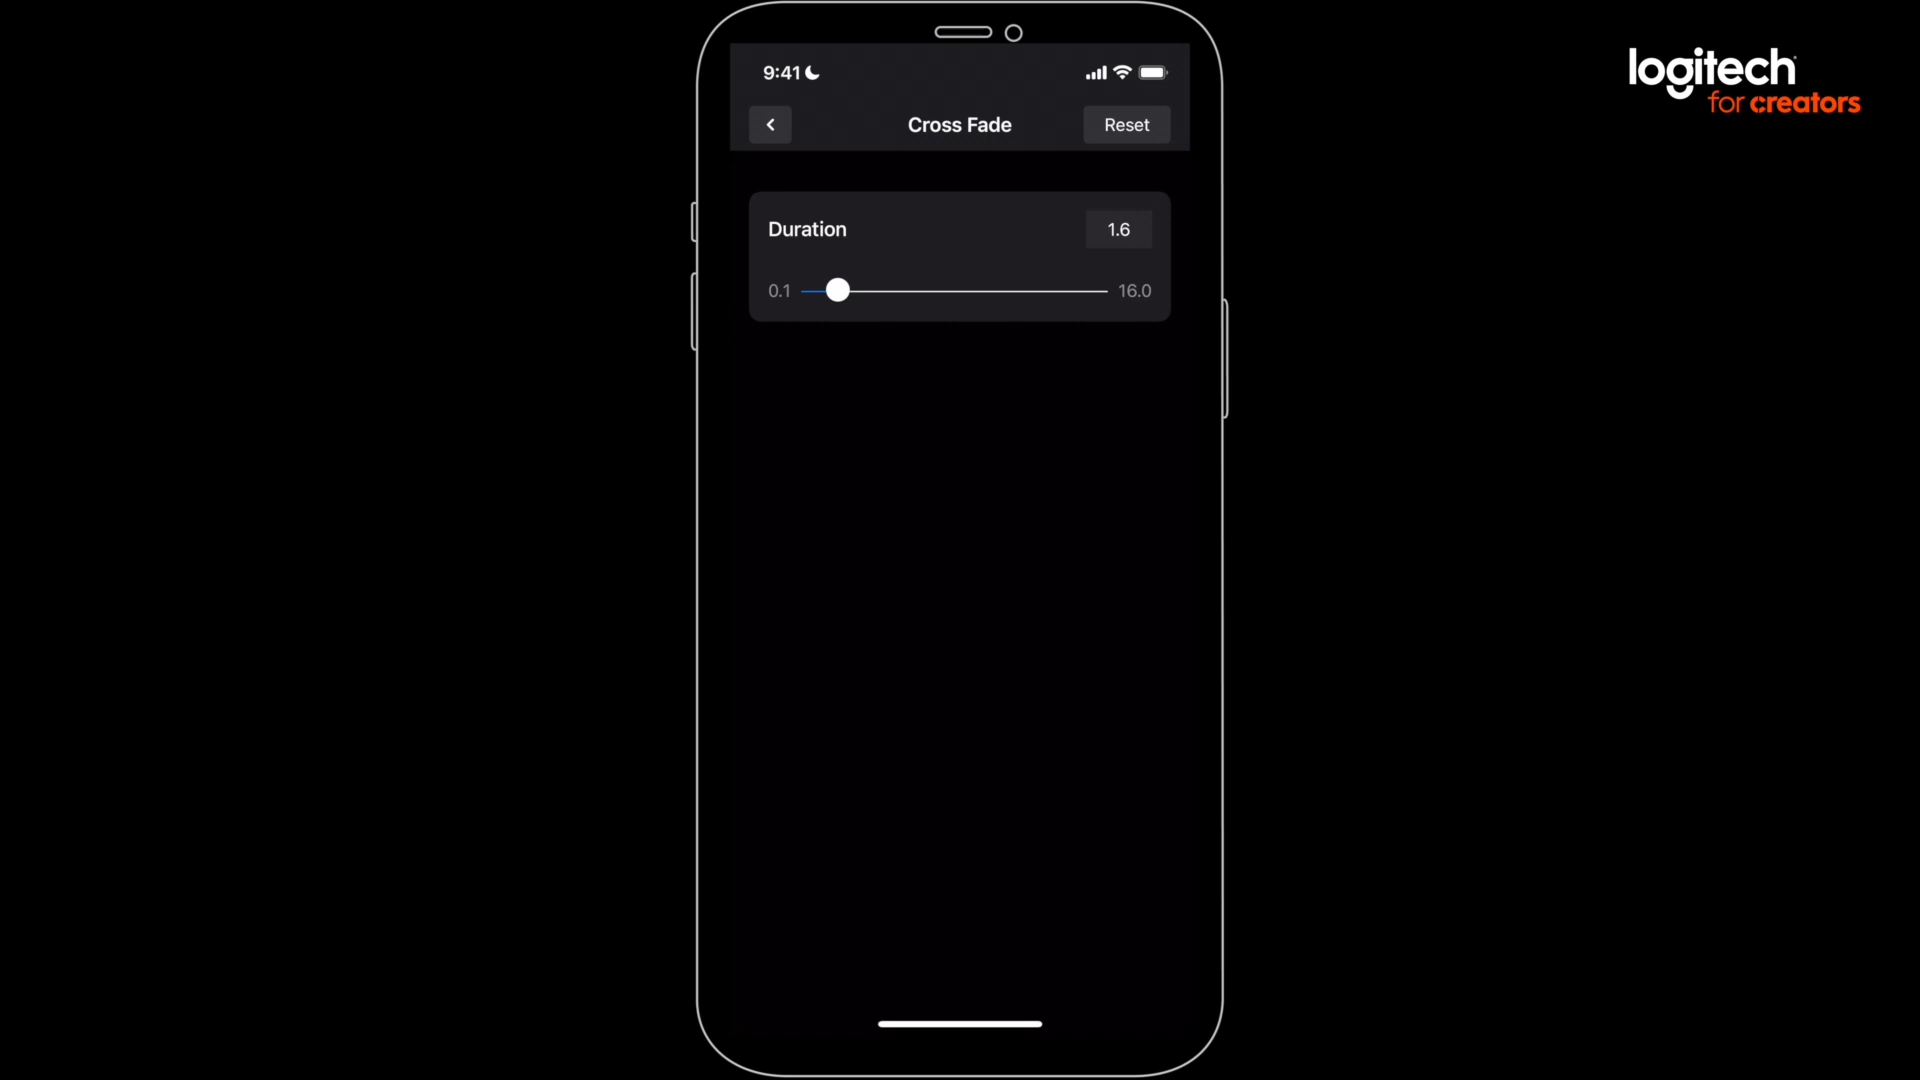 9:41
Cross Fade
Reset
Duration
1.6
0.1
16.0
logitech
for creators